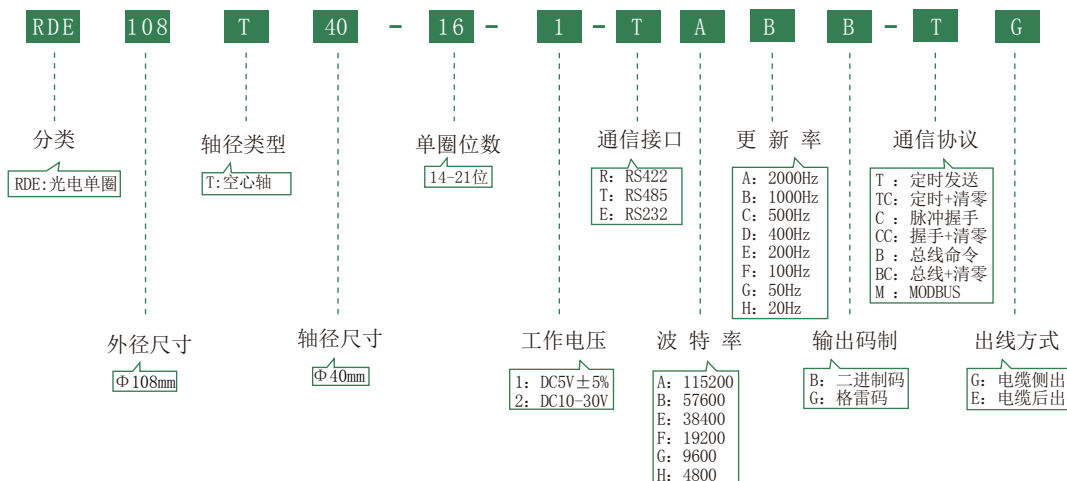 RDE 108 T 40 - 16 - 1 - T A B B - T G
分类
RDE:光电单圈
轴径类型
T:空心轴
单圈位数
14-21位
通信接口
R: RS422
T: RS485
E: RS232
更 新 率
A: 2000Hz
B: 1000Hz
C: 500Hz
D: 400Hz
E: 200Hz
F: 100Hz
G: 50Hz
H: 20Hz
通信协议
T : 定时发送
TC: 定时+清零
C : 脉冲握手
CC: 握手+清零
B : 总线命令
BC: 总线+清零
M : MODBUS
外径尺寸
Φ108mm
轴径尺寸
Φ40mm
工作电压
1: DC5V±5%
2: DC10-30V
波 特 率
A: 115200
B: 57600
E: 38400
F: 19200
G: 9600
H: 4800
输出码制
B: 二进制码
G: 格雷码
出线方式
G: 电缆侧出
E: 电缆后出